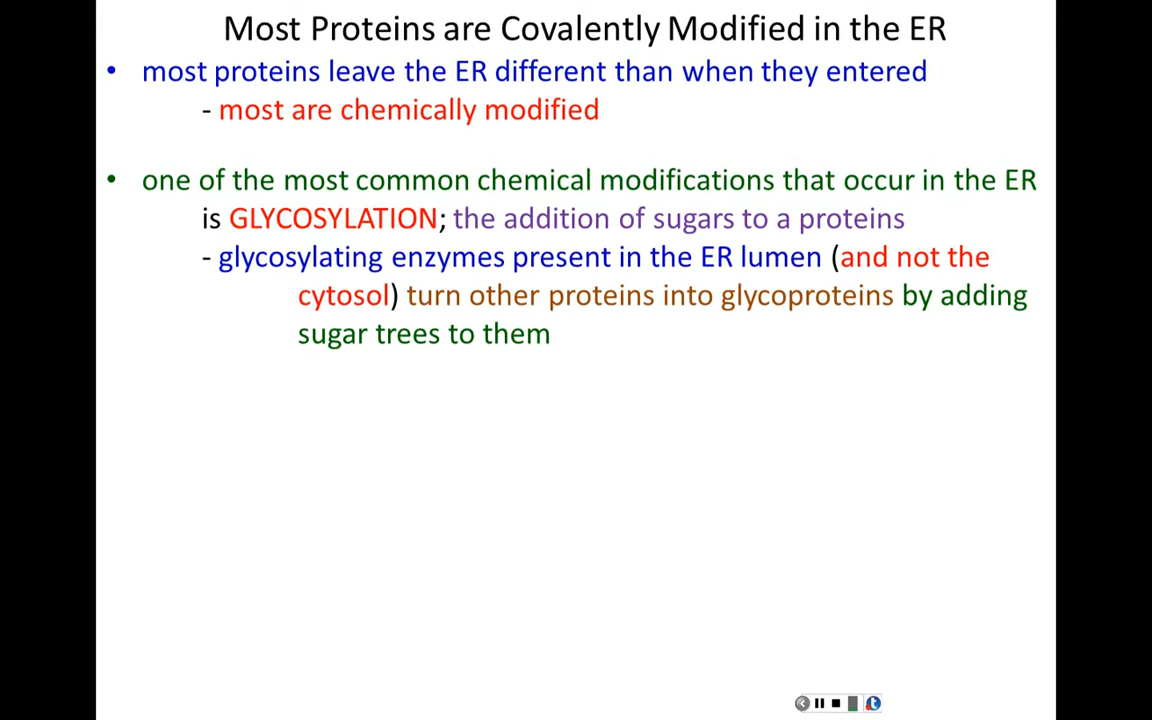 Most Proteins are Covalently Modified in the ER
• most proteins leave the ER different than when they entered
- most are chemically modified
• one of the most common chemical modifications that occur in the ER
is GLYCOSYLATION; the addition of sugars to a proteins
- glycosylating enzymes present in the ER lumen (and not the
cytosol) turn other proteins into glycoproteins by adding
sugar trees to them